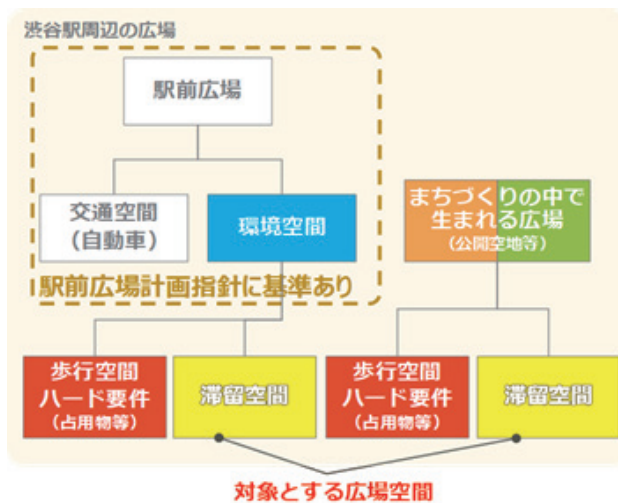 渋谷駅周辺の広場
駅前広場
交通空間
(自動車)
環境空間
まちづくりの中で
生まれる広場
(公開空地等)
駅前広場計画指針に基準あり
歩行空間
ハード要件
(占用物等)
滞留空間
歩行空間
ハード要件
(占用物等)
滞留空間
対象とする広場空間